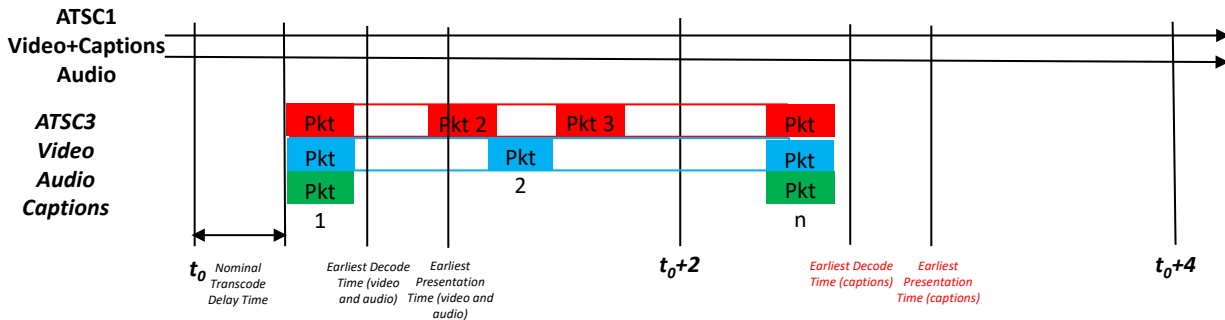 ATSC1
Video+Captions
Audio
ATSC3
Video
Audio
Captions
Pkt Pkt 2 Pkt 3 Pkt
Pkt Pkt Pkt
Pkt 2 Pkt
1 n
t0 t0+2 t0+4
Nominal
Transcode
Delay Time
Earliest Decode
Time (video
and audio)
Earliest
Presentation
Time (video and
audio)
Earliest Decode
Time (captions)
Earliest
Presentation
Time (captions)